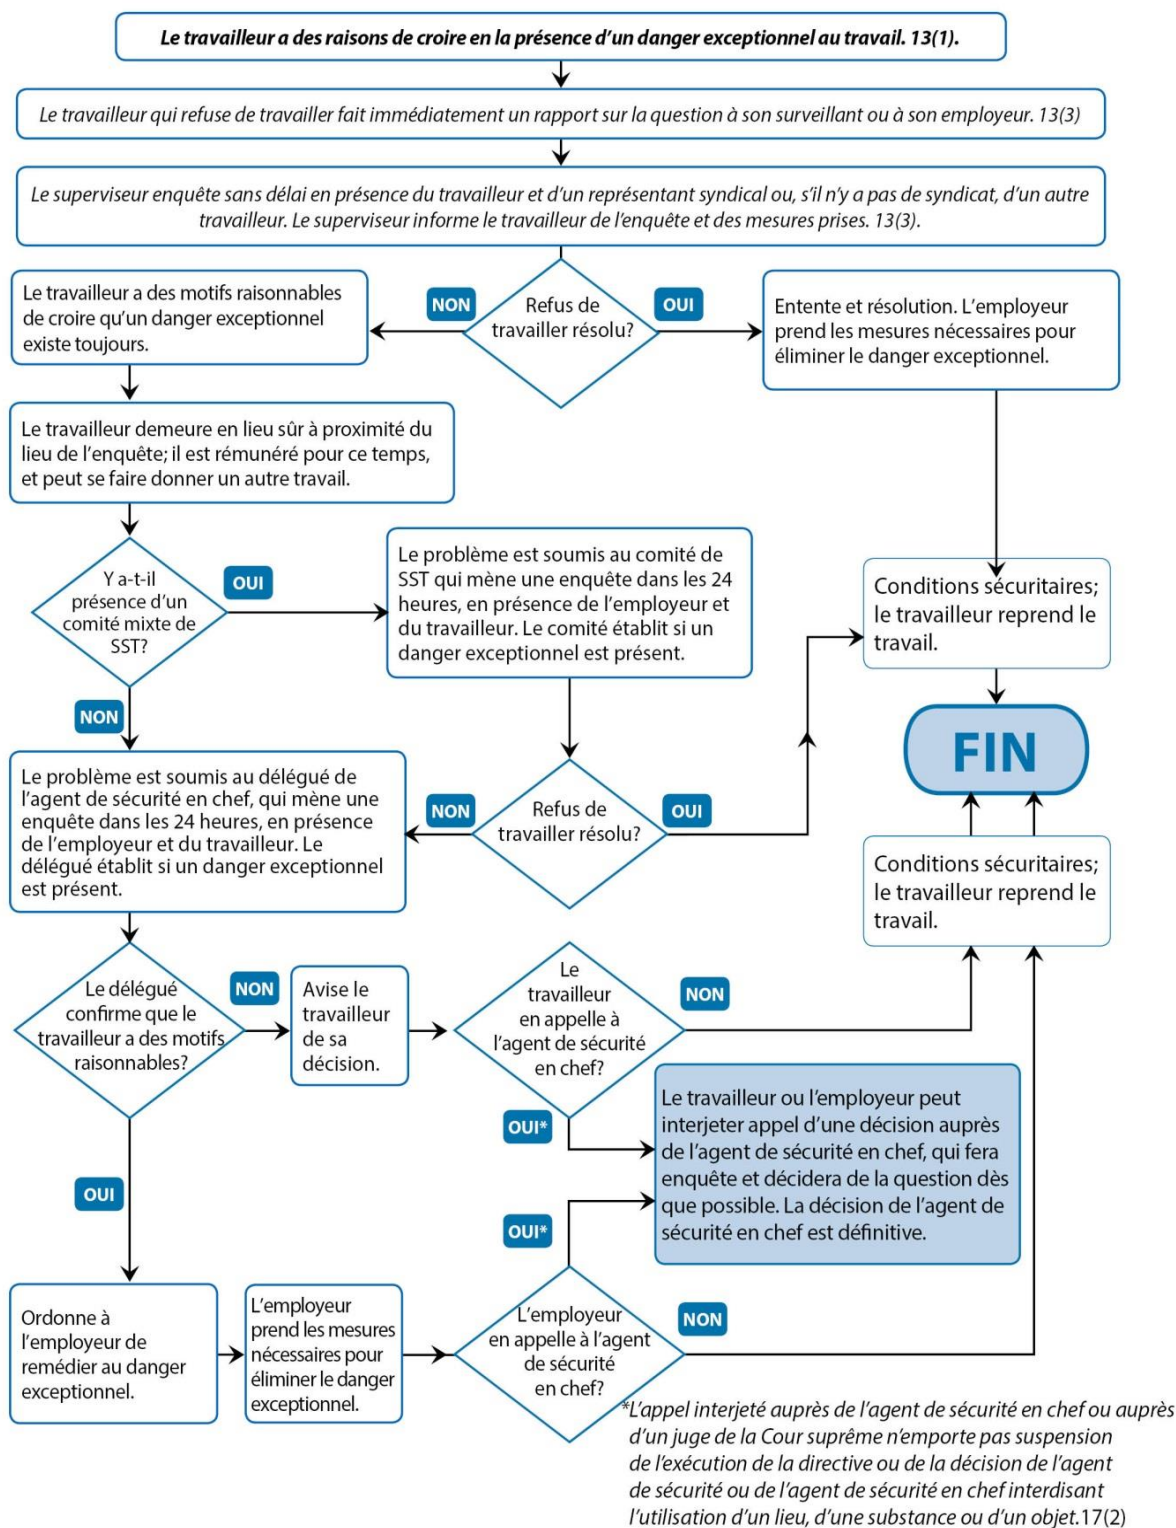 Le travailleur a des raisons de croire en la présence d'un danger exceptionnel au travail. 13(1).
Le travailleur qui refuse de travailler fait immédiatement un rapport sur la question à son surveillant ou à son employeur. 13(3)
Le superviseur enquête sans délai en présence du travailleur et d'un représentant syndical ou, s'il n'y a pas de syndicat, d'un autre
travailleur. Le superviseur informe le travailleur de l'enquête et des mesures prises. 13(3).
Le travailleur a des motifs raisonnables
de croire qu'un danger exceptionnel
existe toujours.
NON
Refus de
travailler résolu?
OUI
Entente et résolution. L'employeur
prend les mesures nécessaires pour
éliminer le danger exceptionnel.
Le travailleur demeure en lieu sûr à proximité du
lieu de l'enquête; il est rémunéré pour ce temps,
et peut se faire donner un autre travail.
Y a-t-il
présence d'un
comité mixte de
SST?
OUI
Le problème est soumis au comité de
SST qui mène une enquête dans les 24
heures, en présence de l'employeur et
du travailleur. Le comité établit si un
danger exceptionnel est présent.
Conditions sécuritaires;
le travailleur reprend le
travail.
NON
FIN
Le problème est soumis au délégué de
l'agent de sécurité en chef, qui mène une
enquête dans les 24 heures, en présence
de l'employeur et du travailleur. Le
délégué établit si un danger exceptionnel
est présent.
NON
Refus de
travailler résolu?
OUI
Conditions sécuritaires;
le travailleur reprend le
travail.
Le délégué
confirme que le
travailleur a des motifs
raisonnables?
NON
Avise le
travailleur
de sa
décision.
Le
travailleur
en appelle à
l'agent de sécurité
en chef?
NON
OUI*
Le travailleur ou l'employeur peut
interjeter appel d'une décision auprès
de l'agent de sécurité en chef, qui fera
enquête et décidera de la question dès
que possible. La décision de l'agent de
sécurité en chef est définitive.
OUI
OUI*
Ordonne à
l'employeur de
remédier au danger
exceptionnel.
L'employeur
prend les mesures
nécessaires pour
éliminer le danger
exceptionnel.
L'employeur
en appelle à l'agent
de sécurité
en chef?
NON
*L'appel interjeté auprès de l'agent de sécurité en chef ou auprès
d'un juge de la Cour suprême n'emporte pas suspension
de l'exécution de la directive ou de la décision de l'agent
de sécurité ou de l'agent de sécurité en chef interdisant
l'utilisation d'un lieu, d'une substance ou d'un objet.17(2)